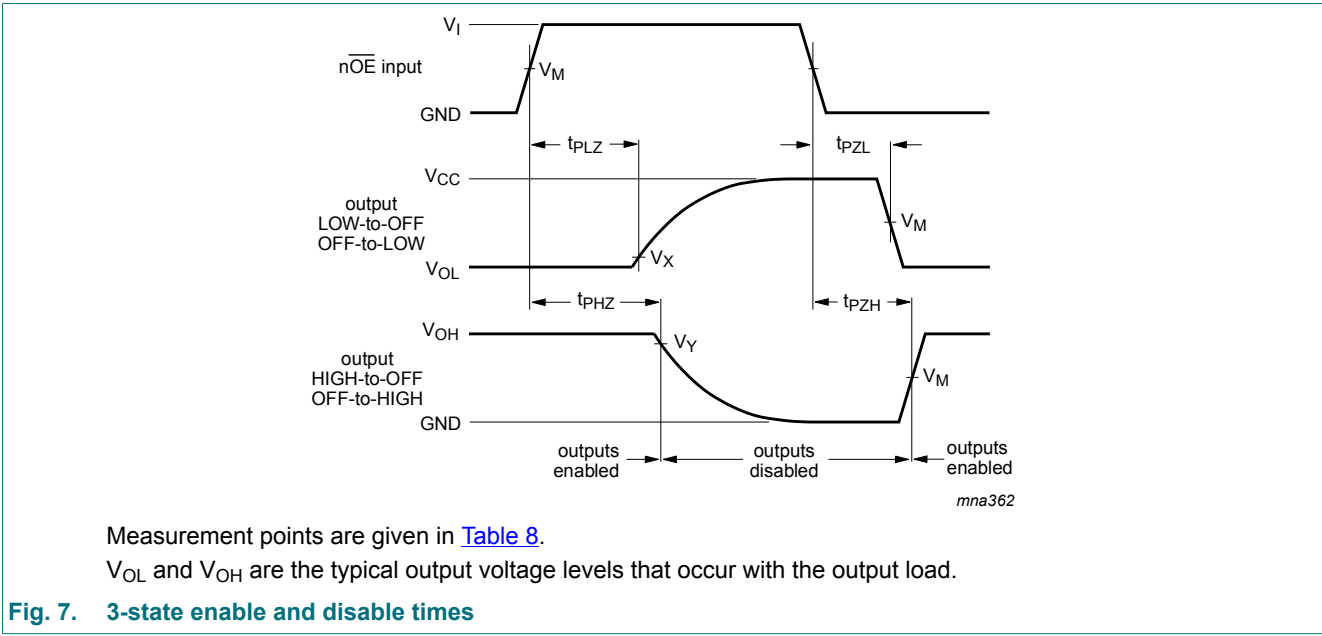 V_I
nO̅E̅ input
V_M
GND
t_PLZ
t_PZL
V_CC
output
LOW-to-OFF
OFF-to-LOW
V_M
V_X
V_OL
t_PHZ
t_PZH
V_OH
V_Y
output
HIGH-to-OFF
OFF-to-HIGH
V_M
GND
outputs
enabled
outputs
disabled
outputs
enabled
mna362
Measurement points are given in Table 8.
V_OL and V_OH are the typical output voltage levels that occur with the output load.
Fig. 7. 3-state enable and disable times